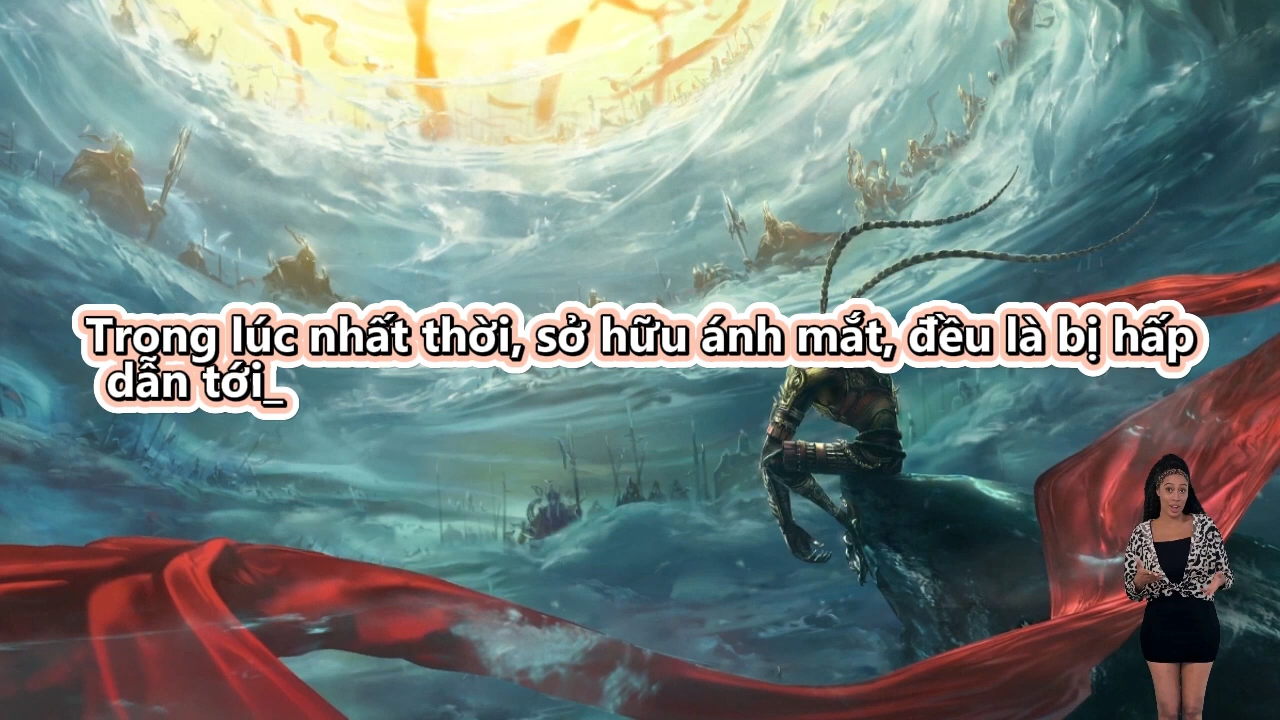 Trong lúc nhất thời, sở hữu ánh mắt, đều là bị hấp
dẫn tới_